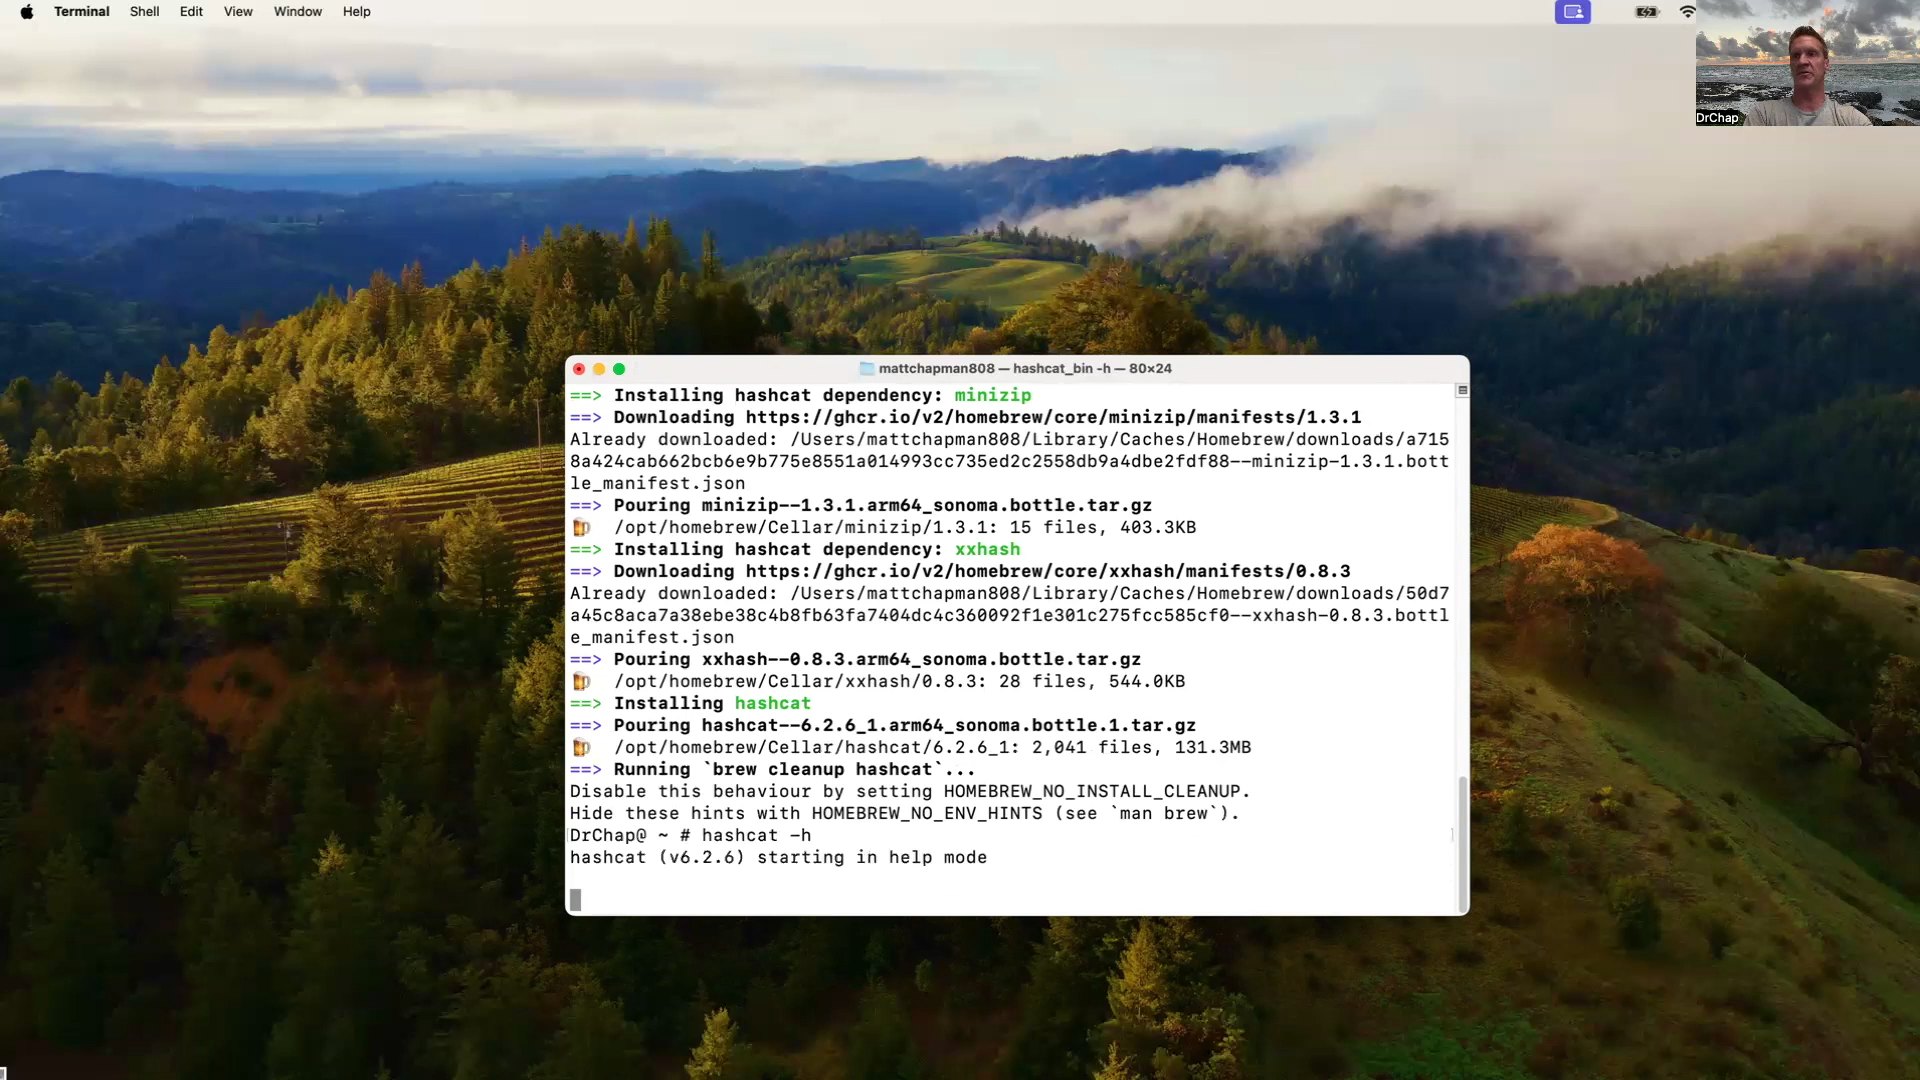 Terminal Shell Edit View Window Help
DrChap
mattchapman808 — hashcat_bin -h — 80×24
==> Installing hashcat dependency: minizip
==> Downloading https://ghcr.io/v2/homebrew/core/minizip/manifests/1.3.1
Already downloaded: /Users/mattchapman808/Library/Caches/Homebrew/downloads/a715
8a424cab662bcb6e9b775e8551a014993cc735ed2c2558db9a4dbe2fdf88--minizip-1.3.1.bott
le_manifest.json
==> Pouring minizip--1.3.1.arm64_sonoma.bottle.tar.gz
/opt/homebrew/Cellar/minizip/1.3.1: 15 files, 403.3KB
==> Installing hashcat dependency: xxhash
==> Downloading https://ghcr.io/v2/homebrew/core/xxhash/manifests/0.8.3
Already downloaded: /Users/mattchapman808/Library/Caches/Homebrew/downloads/50d7
a45c8aca7a38ebe38c4b8fb63fa7404dc4c360092f1e301c275fcc585cf0--xxhash-0.8.3.bottl
e_manifest.json
==> Pouring xxhash--0.8.3.arm64_sonoma.bottle.tar.gz
/opt/homebrew/Cellar/xxhash/0.8.3: 28 files, 544.0KB
==> Installing hashcat
==> Pouring hashcat--6.2.6_1.arm64_sonoma.bottle.1.tar.gz
/opt/homebrew/Cellar/hashcat/6.2.6_1: 2,041 files, 131.3MB
==> Running `brew cleanup hashcat`...
Disable this behaviour by setting HOMEBREW_NO_INSTALL_CLEANUP.
Hide these hints with HOMEBREW_NO_ENV_HINTS (see `man brew`).
DrChap@ ~ # hashcat -h
hashcat (v6.2.6) starting in help mode